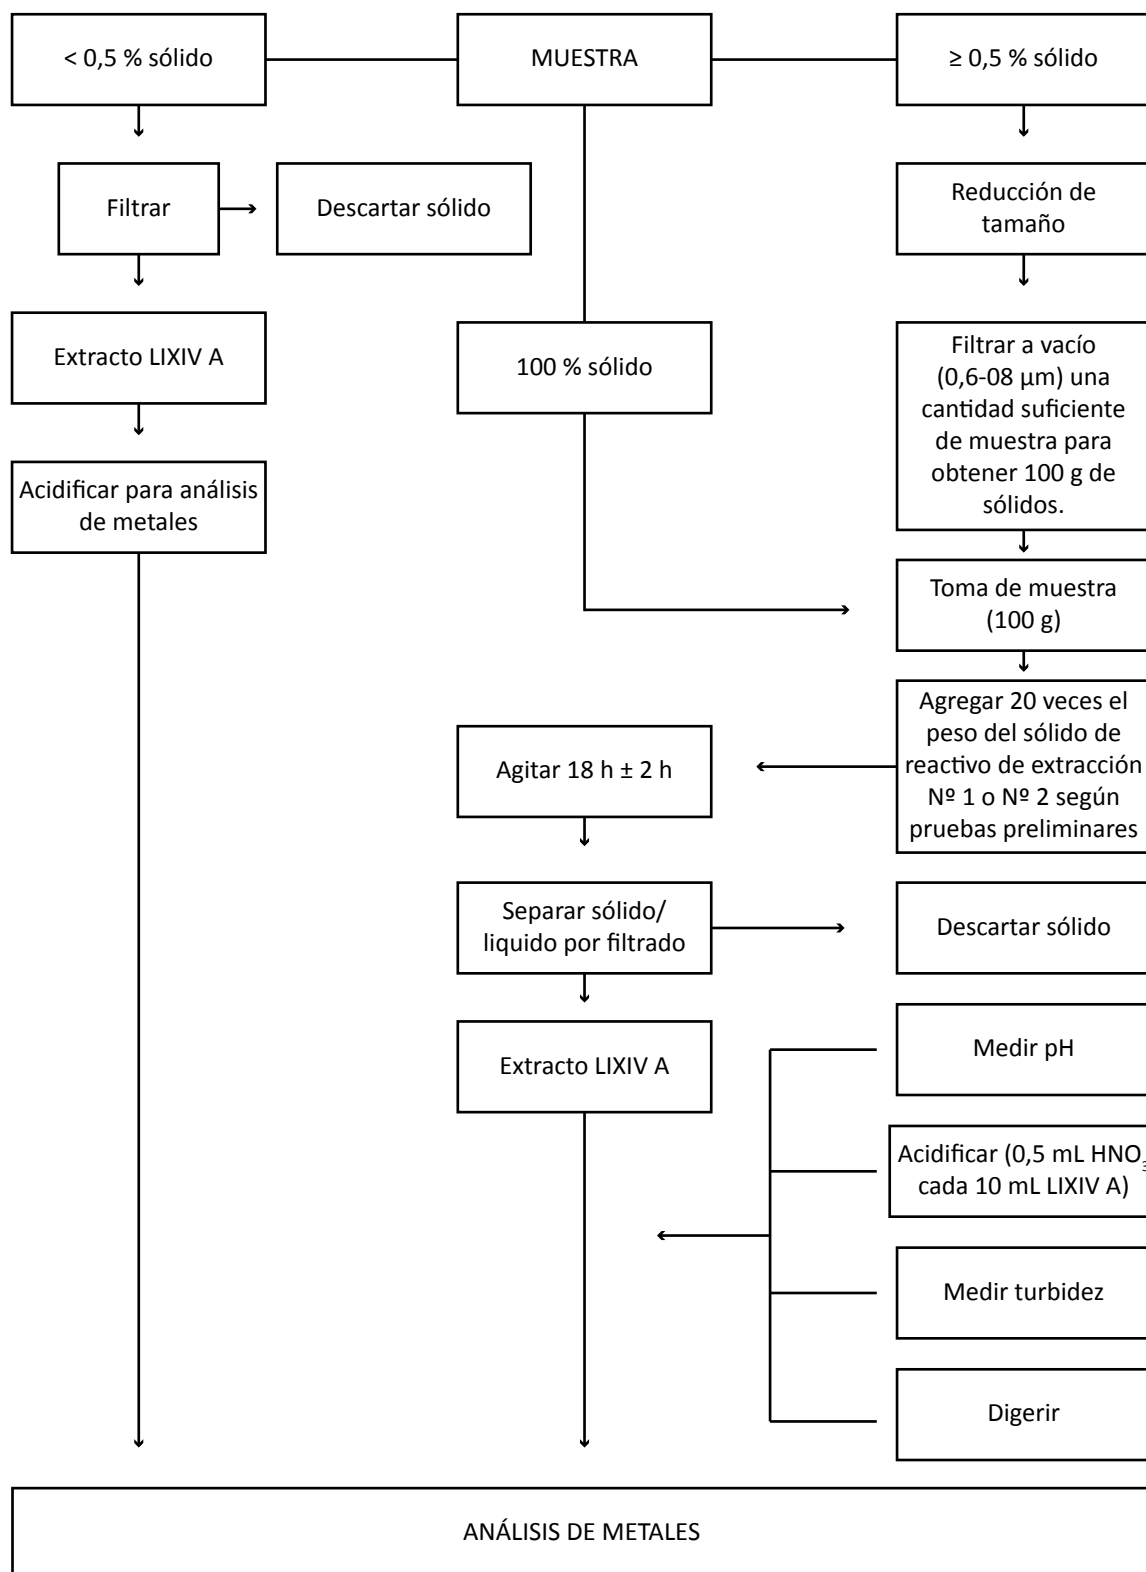 < 0,5 % sólido
MUESTRA
≥ 0,5 % sólido
Filtrar
Descartar sólido
Reducción de
tamaño
Extracto LIXIV A
100 % sólido
Filtrar a vacío
(0,6-08 µm) una
cantidad suficiente
de muestra para
obtener 100 g de
sólidos.
Acidificar para análisis
de metales
Toma de muestra
(100 g)
Agregar 20 veces el
peso del sólido de
reactivo de extracción
Nº 1 o Nº 2 según
pruebas preliminares
Agitar 18 h ± 2 h
Separar sólido/
liquido por filtrado
Descartar sólido
Extracto LIXIV A
Medir pH
Acidificar (0,5 mL HNO₃
cada 10 mL LIXIV A)
Medir turbidez
Digerir
ANÁLISIS DE METALES